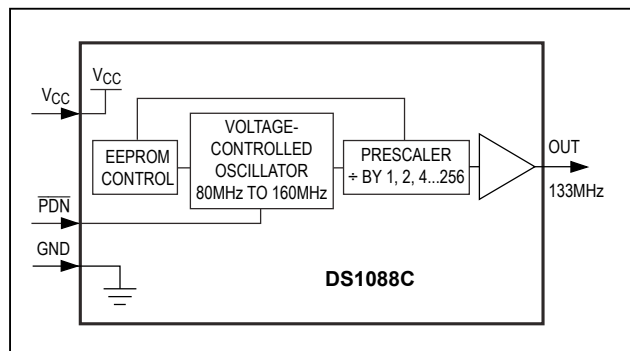 VCC
VCC
PDN
GND
EEPROM
CONTROL
VOLTAGE-
CONTROLLED
OSCILLATOR
80MHz TO 160MHz
PRESCALER
÷ BY 1, 2, 4...256
OUT
133MHz
DS1088C